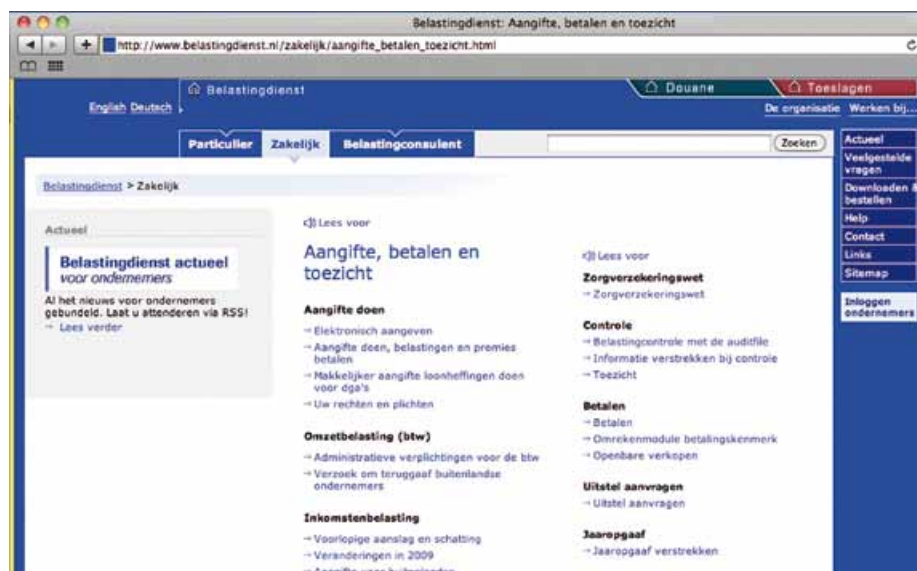 Belastingdienst: Aangifte, betalen en toezicht
http://www.belastingdienst.nl/zakelijk/aangifte_betalen_toezicht.html
Belastingdienst
Douane
Toeslagen
English Deutsch
De organisatie Werken bij...
Particulier Zakelijk Belastingconsulent
Zoeken
Belastingdienst > Zakelijk
Actueel
Belastingdienst actueel
voor ondernemers
Al het nieuws voor ondernemers
gebundeld. Laat u attenderen via RSS!
→ Lees verder
Lees voor
Aangifte, betalen en
toezicht
Aangifte doen
→ Elektronisch aangeven
→ Aangifte doen, belastingen en premies
betalen
→ Makkelijker aangifte loonheffingen doen
voor dga's
→ Uw rechten en plichten
Omzetbelasting (btw)
→ Administratieve verplichtingen voor de btw
→ Verzoek om teruggaaf buitenlandse
ondernemers
Inkomstenbelasting
→ Voorlopige aanslag en schatting
→ Veranderingen in 2009
→ Aangifte voor buitenlanden
Lees voor
Zorgverzekeringswet
→ Zorgverzekeringswet
Controle
→ Belastingcontrole met de auditfile
→ Informatie verstrekken bij controle
→ Toezicht
Betalen
→ Betalen
→ Omrekenmodule betalingskenmerk
→ Openbare verkopen
Uitstel aanvragen
→ Uitstel aanvragen
Jaaropgaaf
→ Jaaropgaaf verstrekken
Actueel
Veelgestelde
vragen
Downloaden &
bestellen
Help
Contact
Links
Sitemap
Inloggen
ondernemers